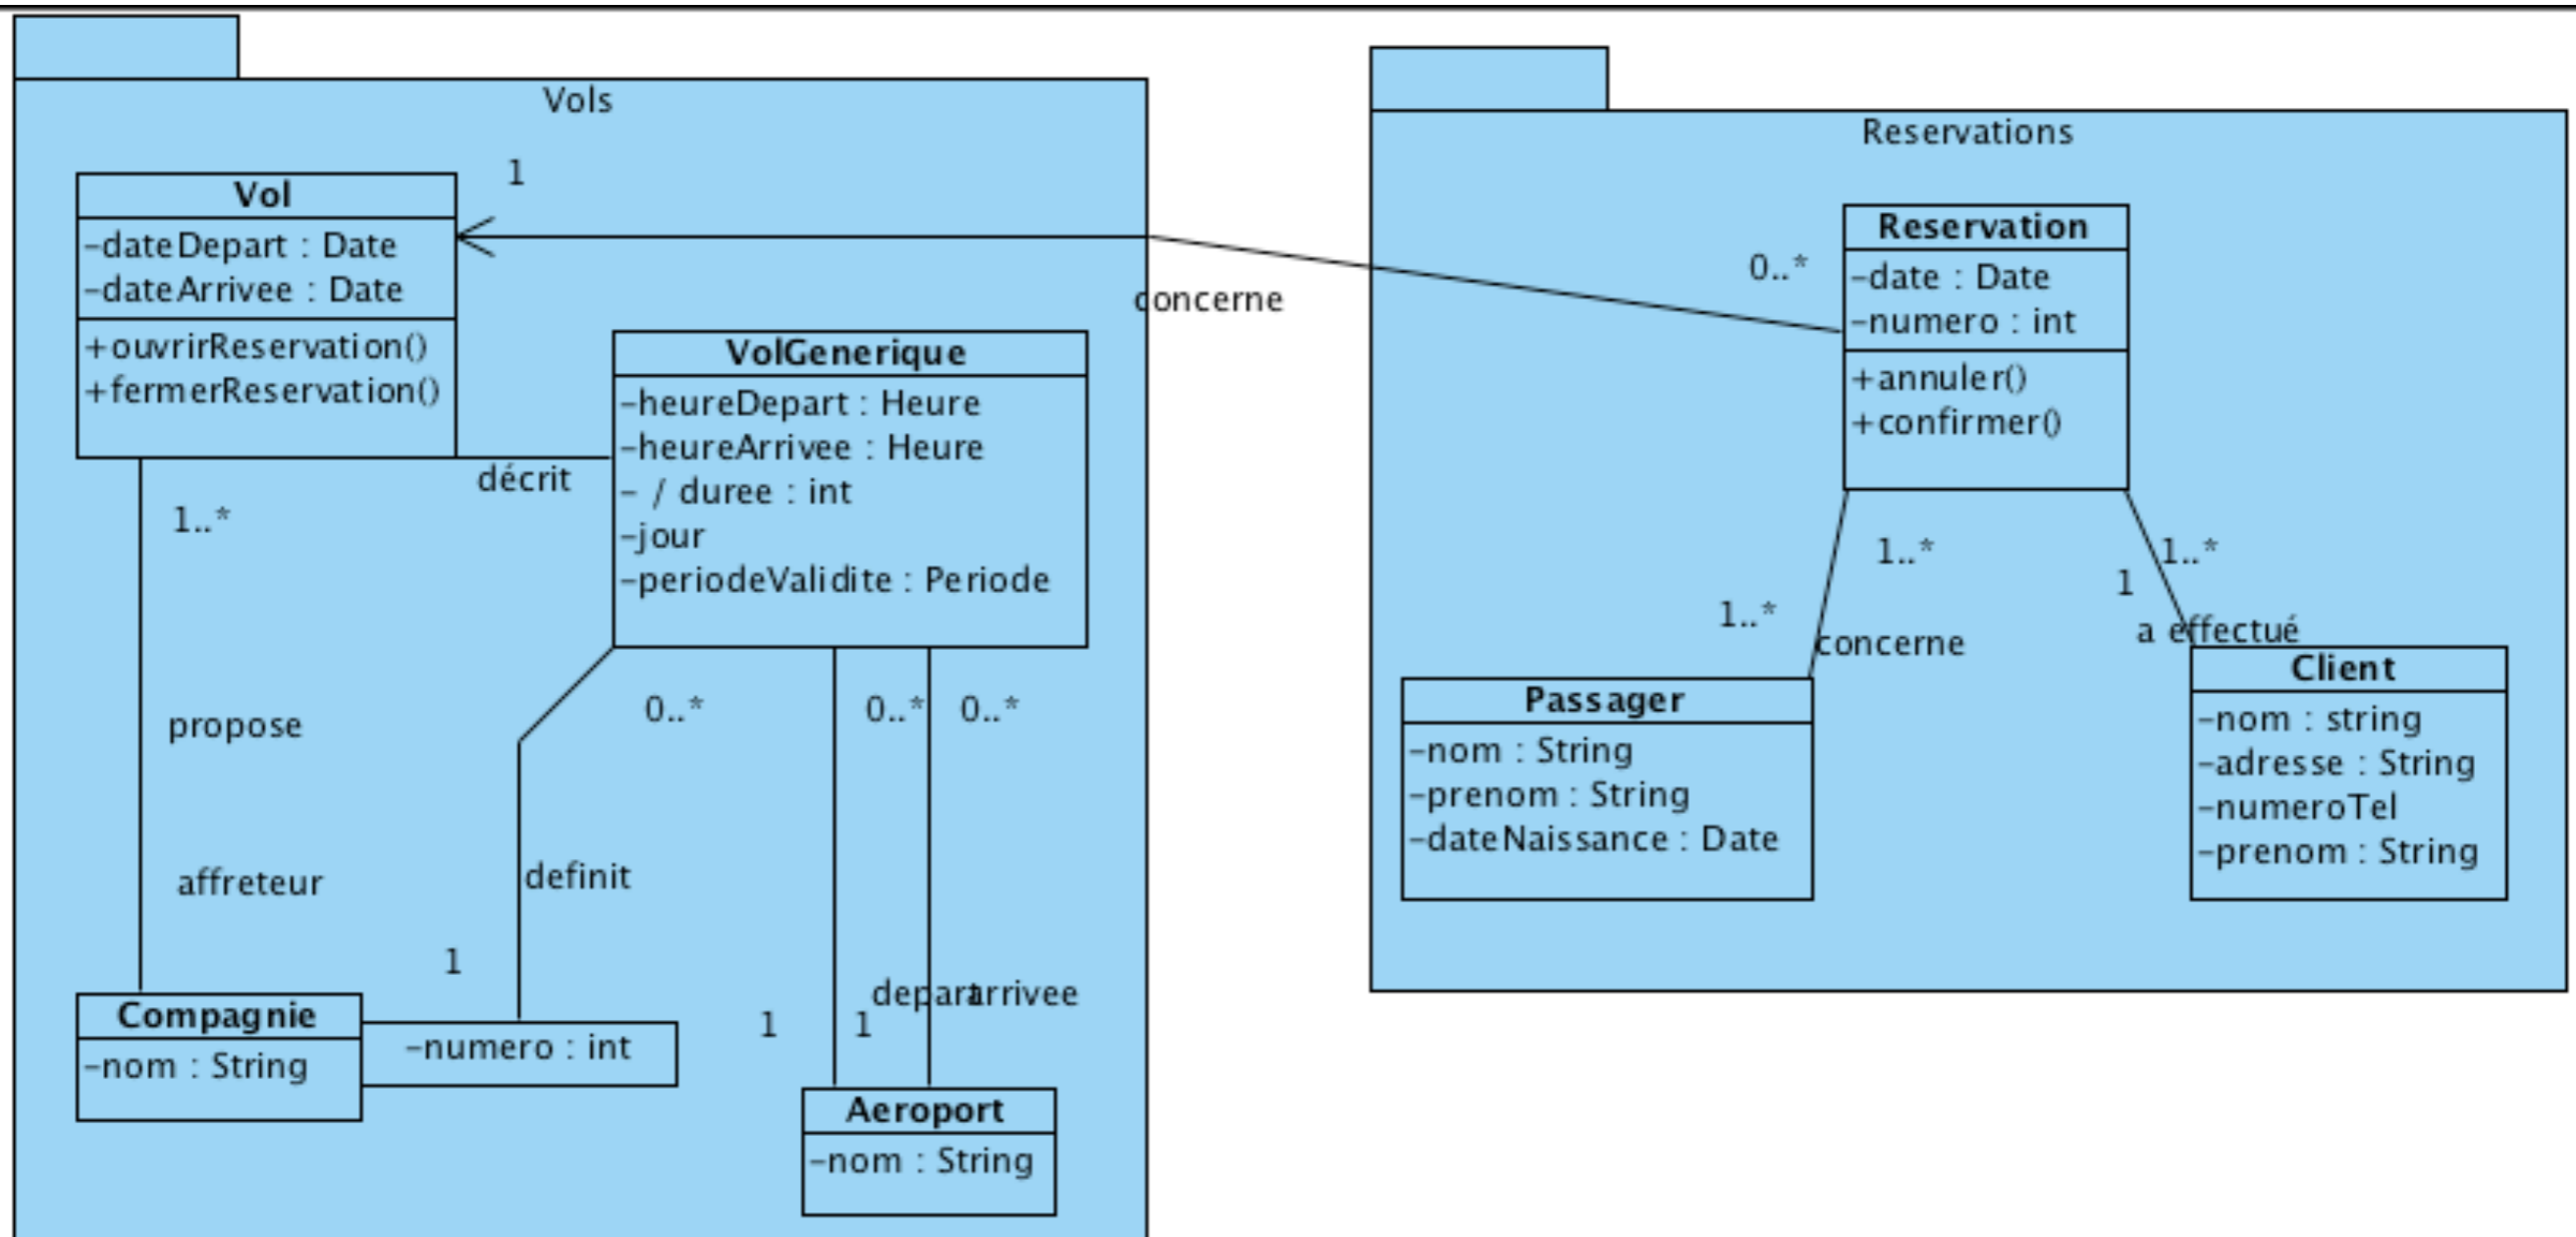 Vols
1
Vol
-dateDepart : Date
-dateArrivee : Date
+ouvrirReservation()
+fermerReservation()
décrit
1..*
propose
affreteur
VolGenerique
-heureDepart : Heure
-heureArrivee : Heure
- / duree : int
-jour
-periodeValidite : Periode
0..*
0..*
0..*
definit
1
depart
arrivee
1
1
Compagnie
-nom : String
-numero : int
Aeroport
-nom : String
concerne
Reservations
0..*
Reservation
-date : Date
-numero : int
+annuler()
+confirmer()
1..*
1..*
1
1..*
concerne
a effectué
Passager
-nom : String
-prenom : String
-dateNaissance : Date
Client
-nom : string
-adresse : String
-numeroTel
-prenom : String